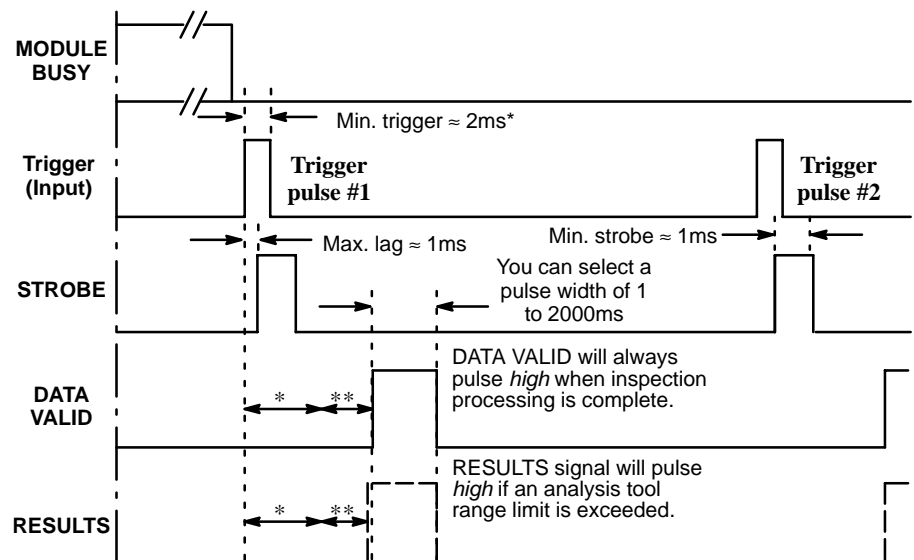 MODULE
BUSY
Min. trigger ≈ 2ms*
Trigger
(Input)
Trigger
pulse #1
Trigger
pulse #2
Max. lag ≈ 1ms
Min. strobe ≈ 1ms
STROBE
You can select a
pulse width of 1
to 2000ms
DATA
VALID
* **
DATA VALID will always
pulse high when inspection
processing is complete.
RESULTS
* **
RESULTS signal will pulse
high if an analysis tool
range limit is exceeded.